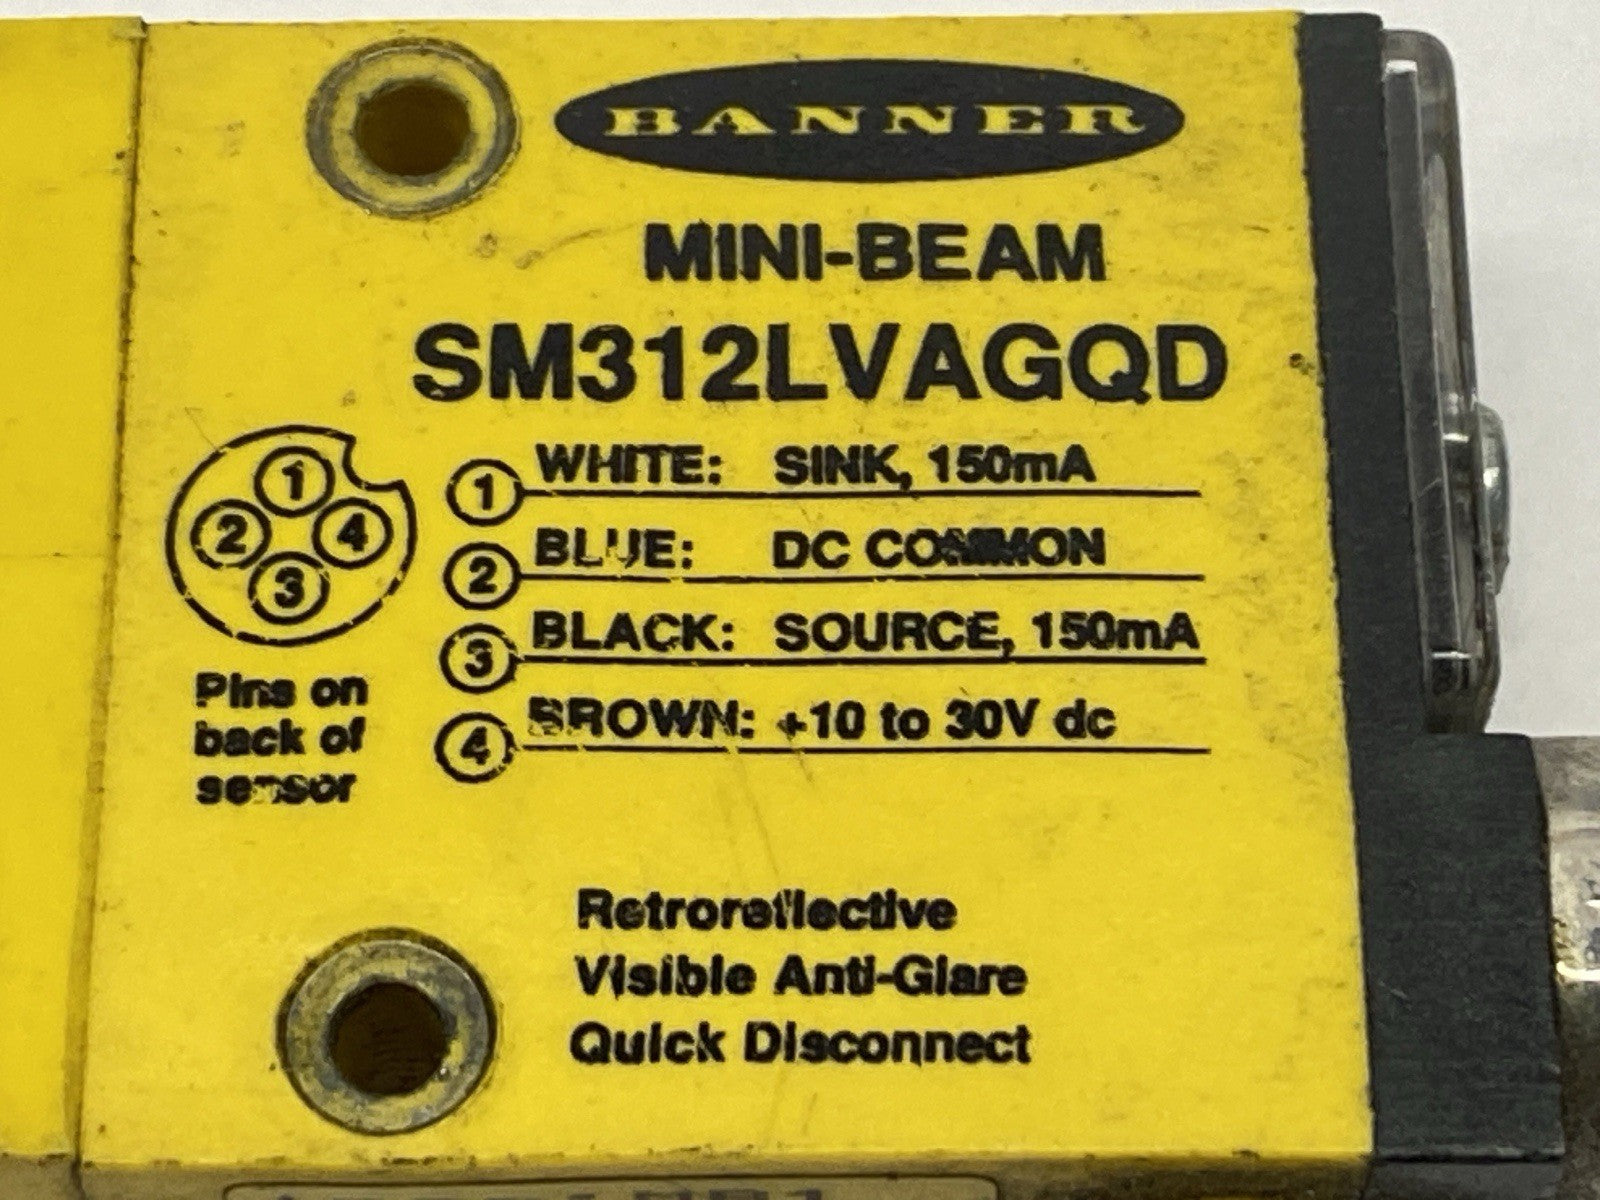 BANNER
MINI-BEAM
SM312LVAGQD
1 WHITE: SINK, 150mA
2 BLUE: DC COMMON
3 BLACK: SOURCE, 150mA
4 BROWN: +10 to 30V dc
1
2 4
3
Pins on
back of
sensor
Retroreflective
Visible Anti-Glare
Quick Disconnect